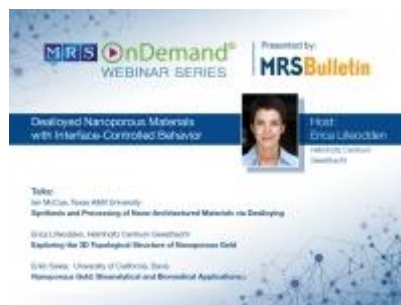 MRS OnDemand®
WEBINAR SERIES
Presented by:
MRS Bulletin
Dealloyed Nanoporous Materials
with Interface-Controlled Behavior
Host:
Erica Lilleodden
Helmholtz Centrum
Geesthacht
Talks:
Ian McCue, Texas A&M University
Synthesis and Processing of Nano-Architectured Materials via Dealloying
Erica Lilleodden, Helmholtz Centrum Geesthacht
Exploring the 3D Topological Structure of Nanoporous Gold
Erkin Seker, University of California, Davis
Nanoporous Gold: Bioanalytical and Biomedical Applications